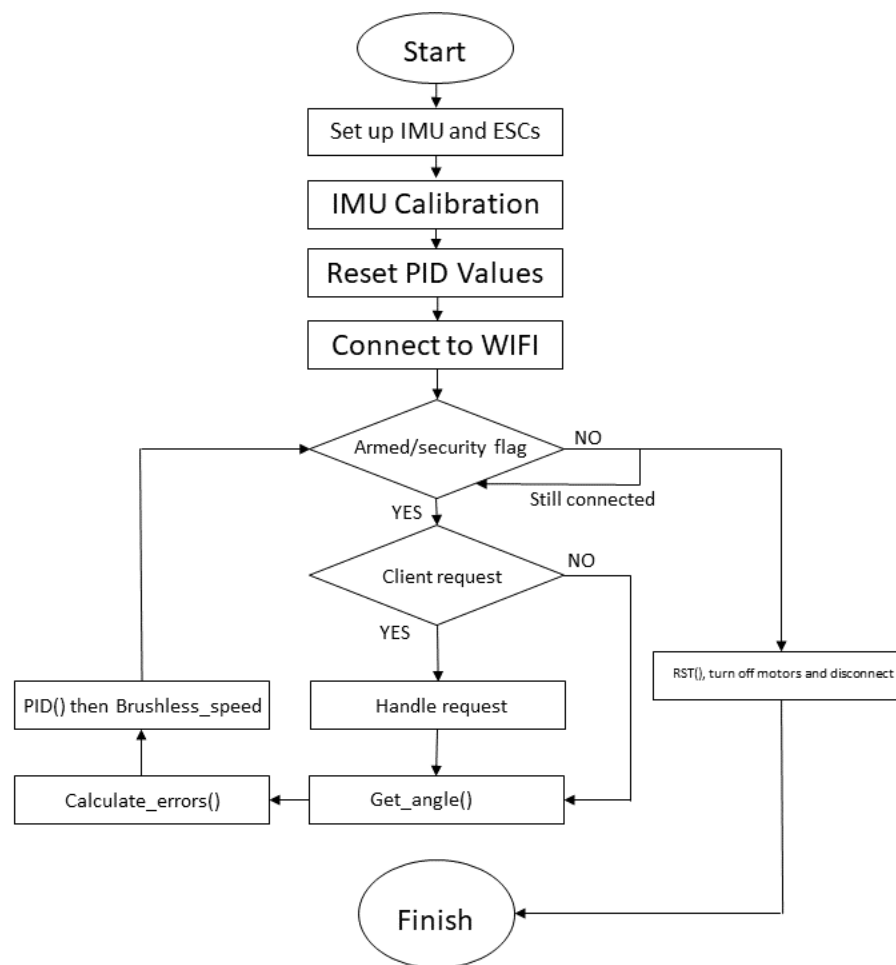 Start
Set up IMU and ESCs
IMU Calibration
Reset PID Values
Connect to WIFI
Armed/security flag
NO
Still connected
YES
Client request
NO
YES
RST(), turn off motors and disconnect
PID() then Brushless_speed
Handle request
Calculate_errors()
Get_angle()
Finish